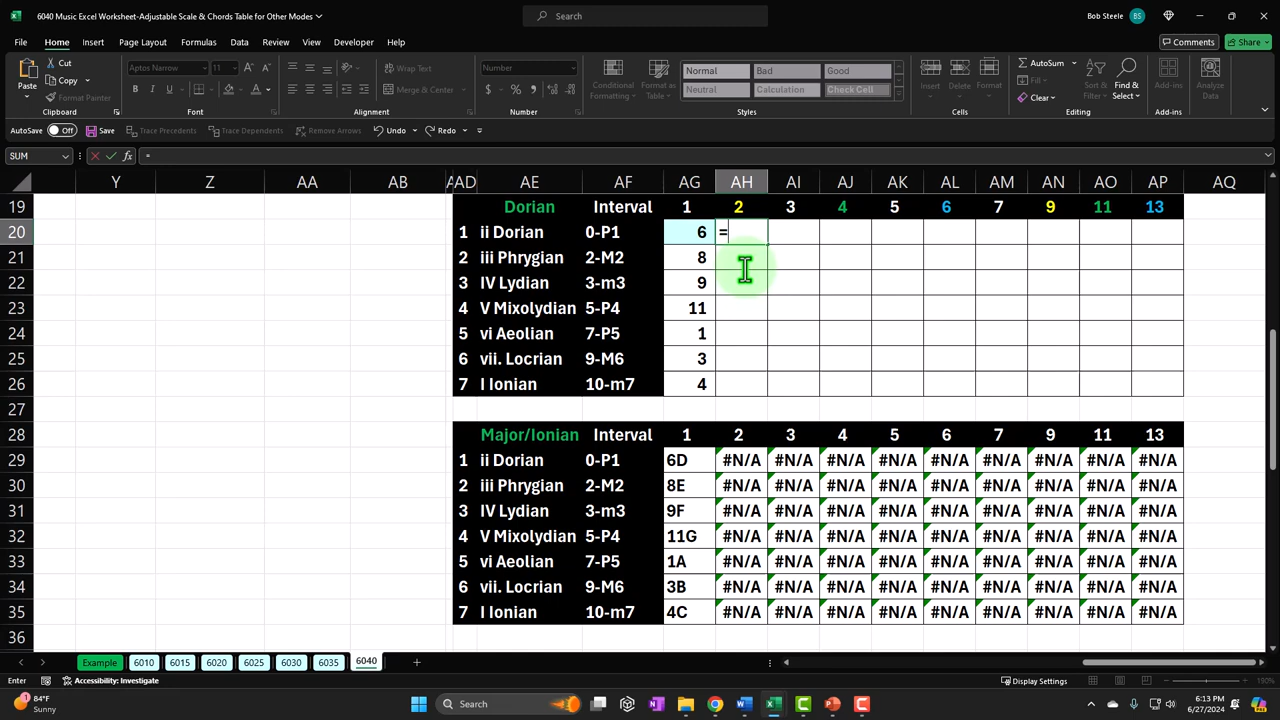 6040 Music Excel Worksheet-Adjustable Scale & Chords Table for Other Modes
Search
Bob Steele BS
File Home Insert Page Layout Formulas Data Review View Developer Help
Comments Share
Cut
Copy
Format Painter
Paste
Clipboard
Aptos Narrow 11
Font
Wrap Text
Merge & Center
Alignment
Number
Number
Conditional Formatting
Format as Table
Normal Bad Good
Neutral Calculation Check Cell
Styles
Insert Delete Format
Cells
AutoSum
Fill
Clear
Sort & Filter
Find & Select
Editing
Add-ins
Add-ins
Analyze Data
AutoSave Off Save Trace Precedents Trace Dependents Remove Arrows Undo Redo
SUM fx =
Y Z AA AB AD AE AF AG AH AI AJ AK AL AM AN AO AP AQ
19 Dorian Interval 1 2 3 4 5 6 7 9 11 13
20 1 ii Dorian 0-P1 6 =
21 2 iii Phrygian 2-M2 8
22 3 IV Lydian 3-m3 9
23 4 V Mixolydian 5-P4 11
24 5 vi Aeolian 7-P5 1
25 6 vii. Locrian 9-M6 3
26 7 I Ionian 10-m7 4
27
28 Major/Ionian Interval 1 2 3 4 5 6 7 9 11 13
29 1 ii Dorian 0-P1 6D #N/A #N/A #N/A #N/A #N/A #N/A #N/A #N/A #N/A
30 2 iii Phrygian 2-M2 8E #N/A #N/A #N/A #N/A #N/A #N/A #N/A #N/A #N/A
31 3 IV Lydian 3-m3 9F #N/A #N/A #N/A #N/A #N/A #N/A #N/A #N/A #N/A
32 4 V Mixolydian 5-P4 11G #N/A #N/A #N/A #N/A #N/A #N/A #N/A #N/A #N/A
33 5 vi Aeolian 7-P5 1A #N/A #N/A #N/A #N/A #N/A #N/A #N/A #N/A #N/A
34 6 vii. Locrian 9-M6 3B #N/A #N/A #N/A #N/A #N/A #N/A #N/A #N/A #N/A
35 7 I Ionian 10-m7 4C #N/A #N/A #N/A #N/A #N/A #N/A #N/A #N/A #N/A
36
Example 6010 6015 6020 6025 6030 6035 6040
Enter Accessibility: Investigate Display Settings 190%
84°F
Sunny
Search
6:13 PM
6/27/2024